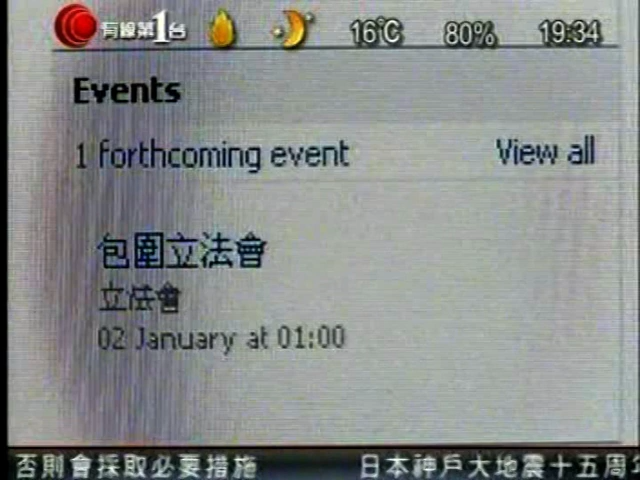 有線第1台 16°C 80% 19:34
Events
1 forthcoming event View all
包圍立法會
立法會
02 January at 01:00
否則會採取必要措施 日本神戶大地震十五周年